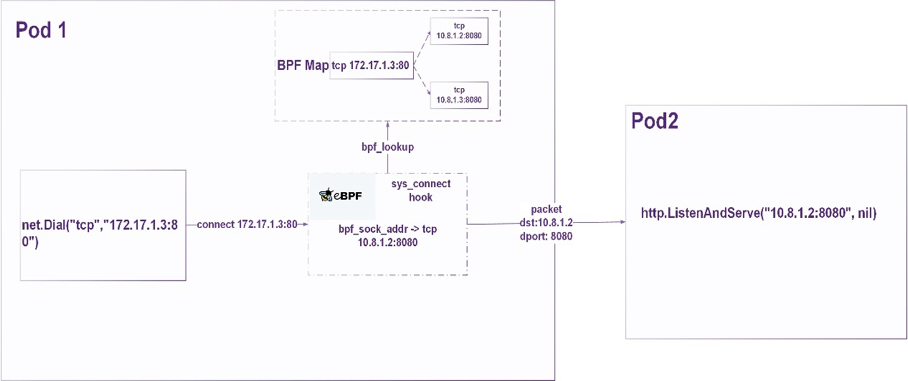 Pod 1
tcp
10.8.1.2:8080
BPF Map
tcp 172.17.1.3:80
tcp
10.8.1.3:8080
bpf_lookup
Pod2
eBPF
sys_connect
hook
net.Dial("tcp","172.17.1.3:8
0")
connect 172.17.1.3:80
bpf_sock_addr -> tcp
10.8.1.2:8080
packet
dst:10.8.1.2
dport: 8080
http.ListenAndServe("10.8.1.2:8080", nil)